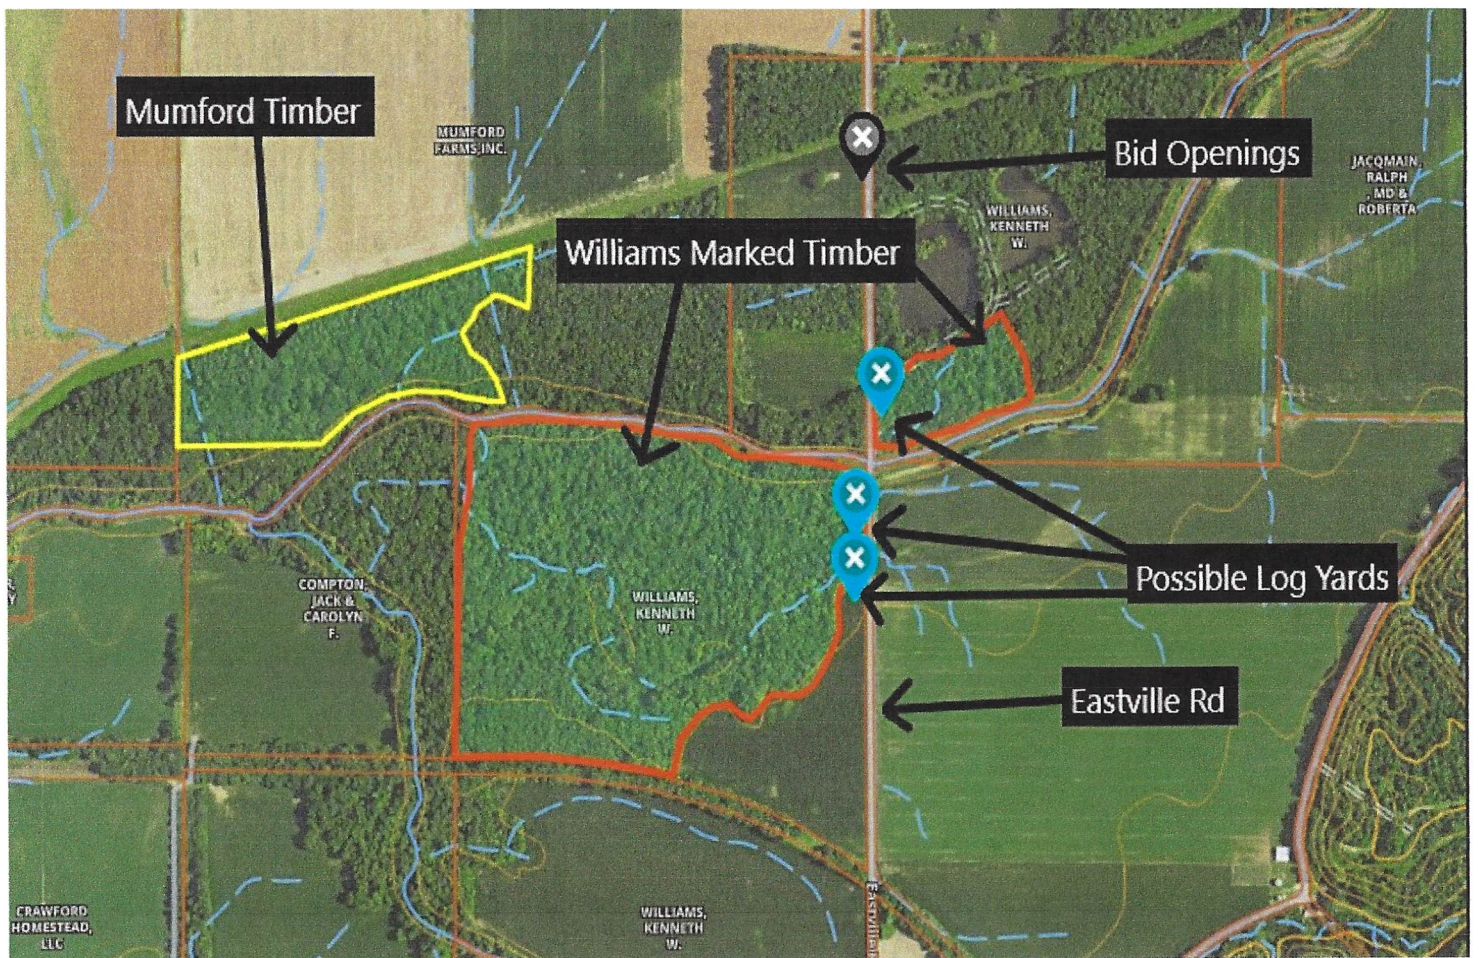 Mumford Timber
MUMFORD
FARMS,INC.
Bid Openings
JACQMAIN,
RALPH
, MD &
ROBERTA
WILLIAMS,
KENNETH
W.
Williams Marked Timber
Possible Log Yards
COMPTON,
JACK &
CAROLYN
F.
WILLIAMS,
KENNETH
W.
Eastville Rd
Eastville
CRAWFORD
HOMESTEAD,
LLC
WILLIAMS,
KENNETH
W.